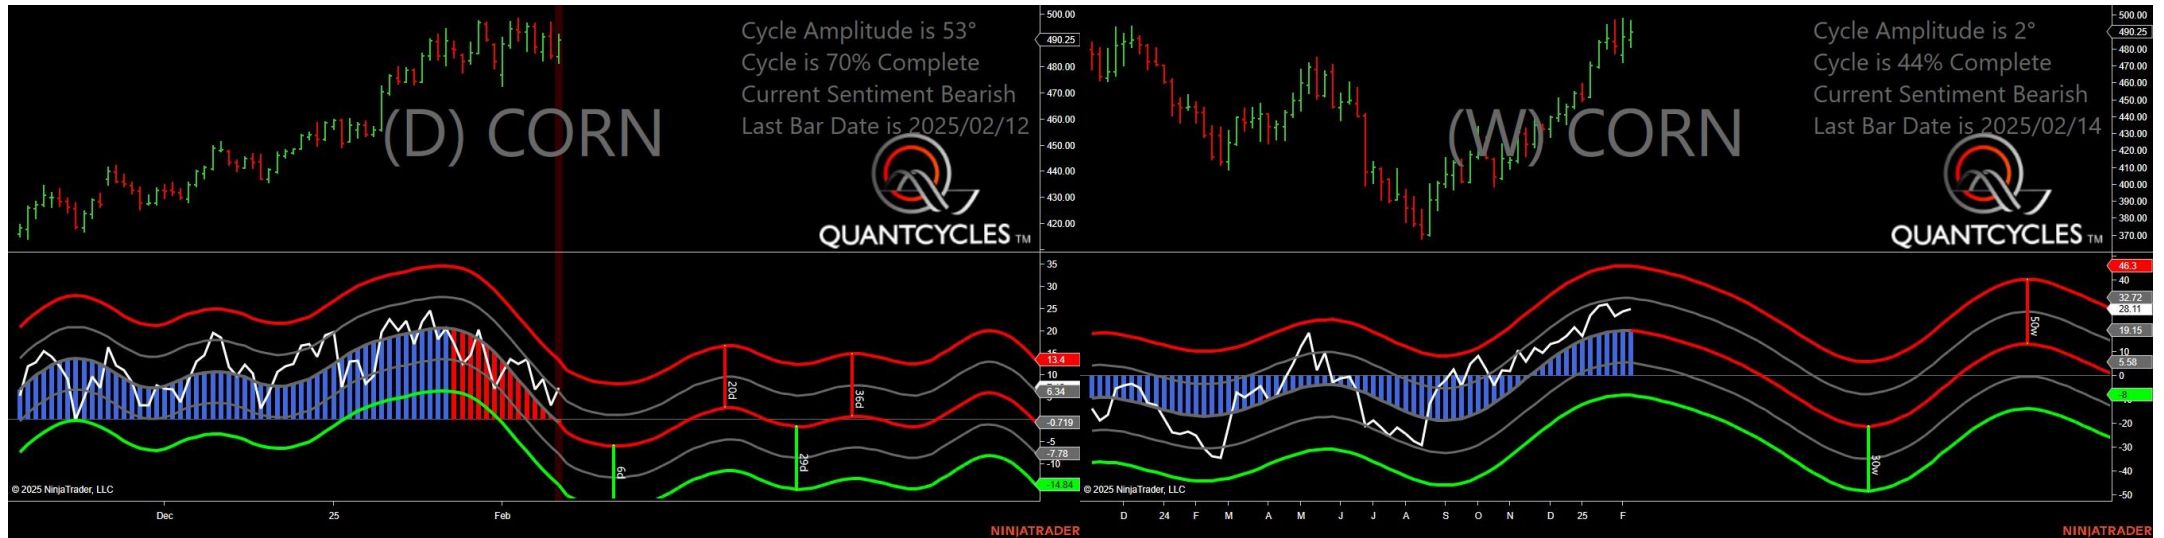 Cycle Amplitude is 53°
Cycle is 70% Complete
Current Sentiment Bearish
Last Bar Date is 2025/02/12
(D) CORN
QUANTCYCLES TM
500.00
490.25
480.00
470.00
460.00
450.00
440.00
430.00
420.00
35
30
25
20
15
13.4
10
6.34
-0.719
-5
-7.78
-10
-14.84
20d
36d
6d
29d
© 2025 NinjaTrader, LLC
Dec
25
Feb
NINJATRADER
Cycle Amplitude is 2°
Cycle is 44% Complete
Current Sentiment Bearish
Last Bar Date is 2025/02/14
(W) CORN
QUANTCYCLES TM
500.00
490.25
480.00
470.00
460.00
450.00
440.00
430.00
420.00
410.00
400.00
390.00
380.00
370.00
46.3
40
32.72
28.11
19.15
10
5.58
0
-8
-20
-30
-40
-50
50w
30w
© 2025 NinjaTrader, LLC
D
24
F
M
A
M
J
J
A
S
O
N
D
25
F
NINJATRADER